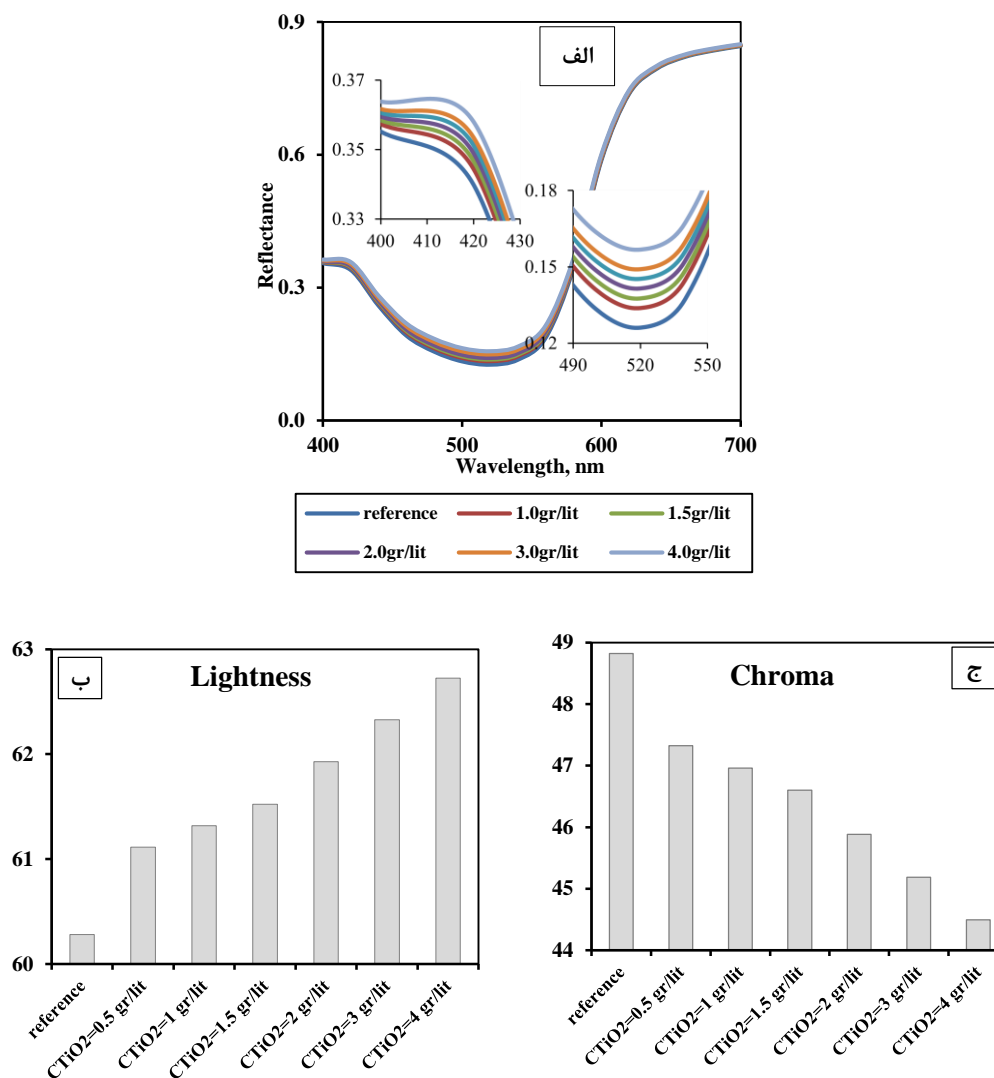 0.9
0.6
0.3
0.0
Reflectance
الف
0.37
0.35
0.33
400 410 420 430
0.18
0.15
0.12
490 520 550
400 500 600 700
Wavelength, nm
reference 1.0gr/lit 1.5gr/lit
2.0gr/lit 3.0gr/lit 4.0gr/lit
ب
Lightness
63
62
61
60
reference
CTiO2=0.5 gr/lit
CTiO2=1 gr/lit
CTiO2=1.5 gr/lit
CTiO2=2 gr/lit
CTiO2=3 gr/lit
CTiO2=4 gr/lit
Chroma
ج
49
48
47
46
45
44
reference
CTiO2=0.5 gr/lit
CTiO2=1 gr/lit
CTiO2=1.5 gr/lit
CTiO2=2 gr/lit
CTiO2=3 gr/lit
CTiO2=4 gr/lit